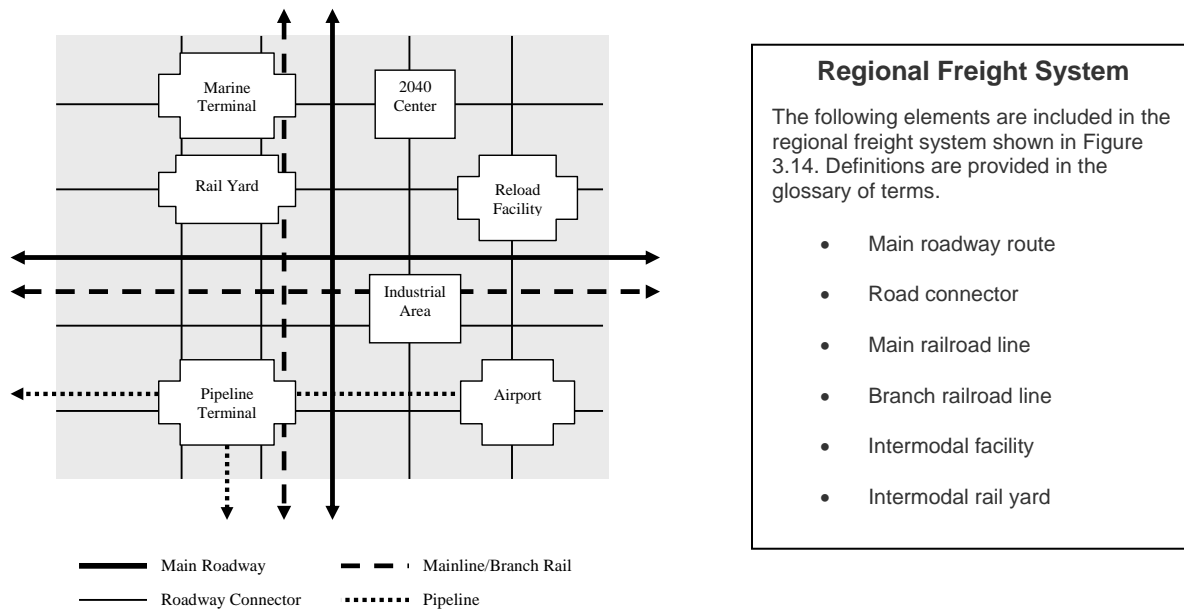 Marine
Terminal
2040
Center
Rail Yard
Reload
Facility
Industrial
Area
Pipeline
Terminal
Airport
Main Roadway
Mainline/Branch Rail
Roadway Connector
Pipeline
Regional Freight System
The following elements are included in the
regional freight system shown in Figure
3.14. Definitions are provided in the
glossary of terms.
• Main roadway route
• Road connector
• Main railroad line
• Branch railroad line
• Intermodal facility
• Intermodal rail yard